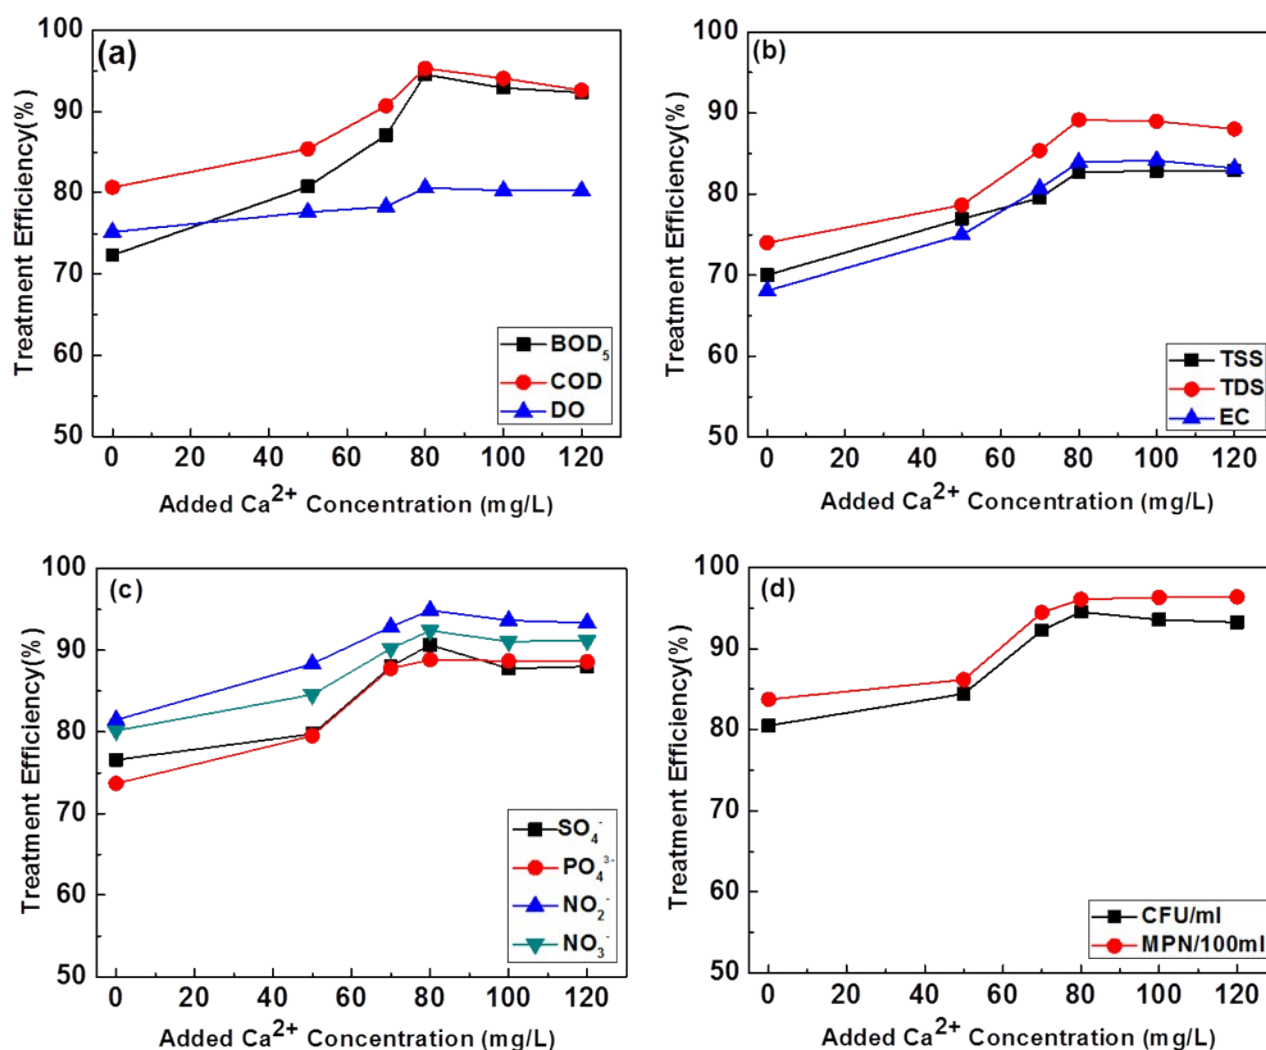 (a)
Treatment Efficiency(%)
100
90
80
70
60
50
0 20 40 60 80 100 120
Added Ca²⁺ Concentration (mg/L)
BOD₅
COD
DO
(b)
Treatment Efficiency(%)
100
90
80
70
60
50
0 20 40 60 80 100 120
Added Ca²⁺ Concentration (mg/L)
TSS
TDS
EC
(c)
Treatment Efficiency(%)
100
90
80
70
60
50
0 20 40 60 80 100 120
Added Ca²⁺ Concentration (mg/L)
SO₄⁻
PO₄³⁻
NO₂⁻
NO₃⁻
(d)
Treatment Efficiency(%)
100
90
80
70
60
50
0 20 40 60 80 100 120
Added Ca²⁺ Concentration (mg/L)
CFU/ml
MPN/100ml